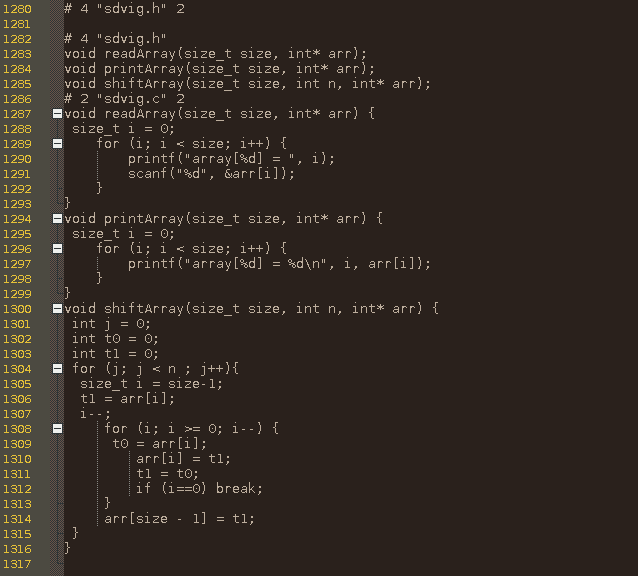 1280 # 4 "sdvig.h" 2
1281
1282 # 4 "sdvig.h"
1283 void readArray(size_t size, int* arr);
1284 void printArray(size_t size, int* arr);
1285 void shiftArray(size_t size, int n, int* arr);
1286 # 2 "sdvig.c" 2
1287 void readArray(size_t size, int* arr) {
1288  size_t i = 0;
1289     for (i; i < size; i++) {
1290         printf("array[%d] = ", i);
1291         scanf("%d", &arr[i]);
1292     }
1293 }
1294 void printArray(size_t size, int* arr) {
1295  size_t i = 0;
1296     for (i; i < size; i++) {
1297         printf("array[%d] = %d\n", i, arr[i]);
1298     }
1299 }
1300 void shiftArray(size_t size, int n, int* arr) {
1301  int j = 0;
1302  int t0 = 0;
1303  int t1 = 0;
1304  for (j; j < n ; j++){
1305   size_t i = size-1;
1306   t1 = arr[i];
1307   i--;
1308      for (i; i >= 0; i--) {
1309       t0 = arr[i];
1310          arr[i] = t1;
1311          t1 = t0;
1312          if (i==0) break;
1313      }
1314      arr[size - 1] = t1;
1315  }
1316 }
1317